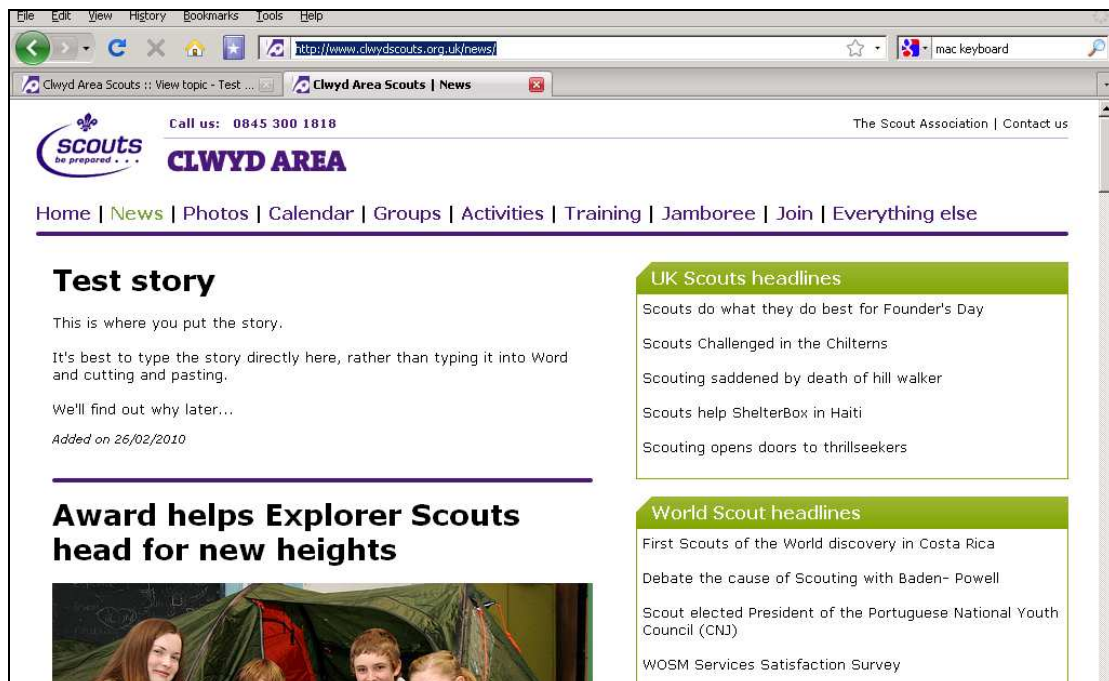 File Edit View History Bookmarks Tools Help
http://www.clwydscouts.org.uk/news/
mac keyboard
Clwyd Area Scouts :: View topic - Test ...
Clwyd Area Scouts | News
scouts
be prepared . . .
Call us: 0845 300 1818
The Scout Association | Contact us
CLWYD AREA
Home | News | Photos | Calendar | Groups | Activities | Training | Jamboree | Join | Everything else
Test story
This is where you put the story.
It's best to type the story directly here, rather than typing it into Word
and cutting and pasting.
We'll find out why later...
Added on 26/02/2010
Award helps Explorer Scouts
head for new heights
UK Scouts headlines
Scouts do what they do best for Founder's Day
Scouts Challenged in the Chilterns
Scouting saddened by death of hill walker
Scouts help ShelterBox in Haiti
Scouting opens doors to thrillseekers
World Scout headlines
First Scouts of the World discovery in Costa Rica
Debate the cause of Scouting with Baden- Powell
Scout elected President of the Portuguese National Youth
Council (CNJ)
WOSM Services Satisfaction Survey